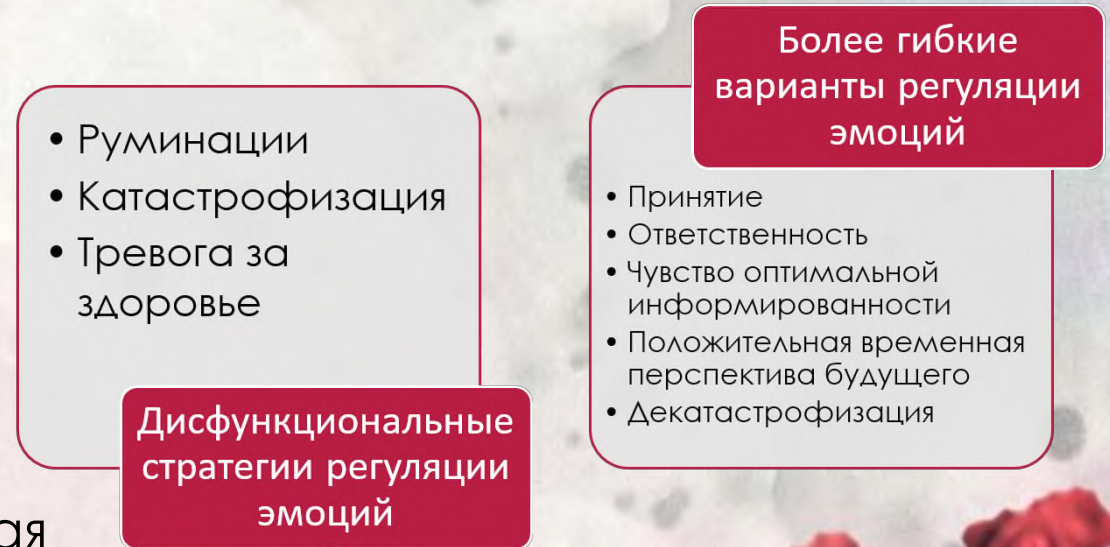 • Руминации
• Катастрофизация
• Тревога за
здоровье
Дисфункциональные
стратегии регуляции
эмоций
Более гибкие
варианты регуляции
эмоций
• Принятие
• Ответственность
• Чувство оптимальной
информированности
• Положительная временная
перспектива будущего
• Декатастрофизация
ая